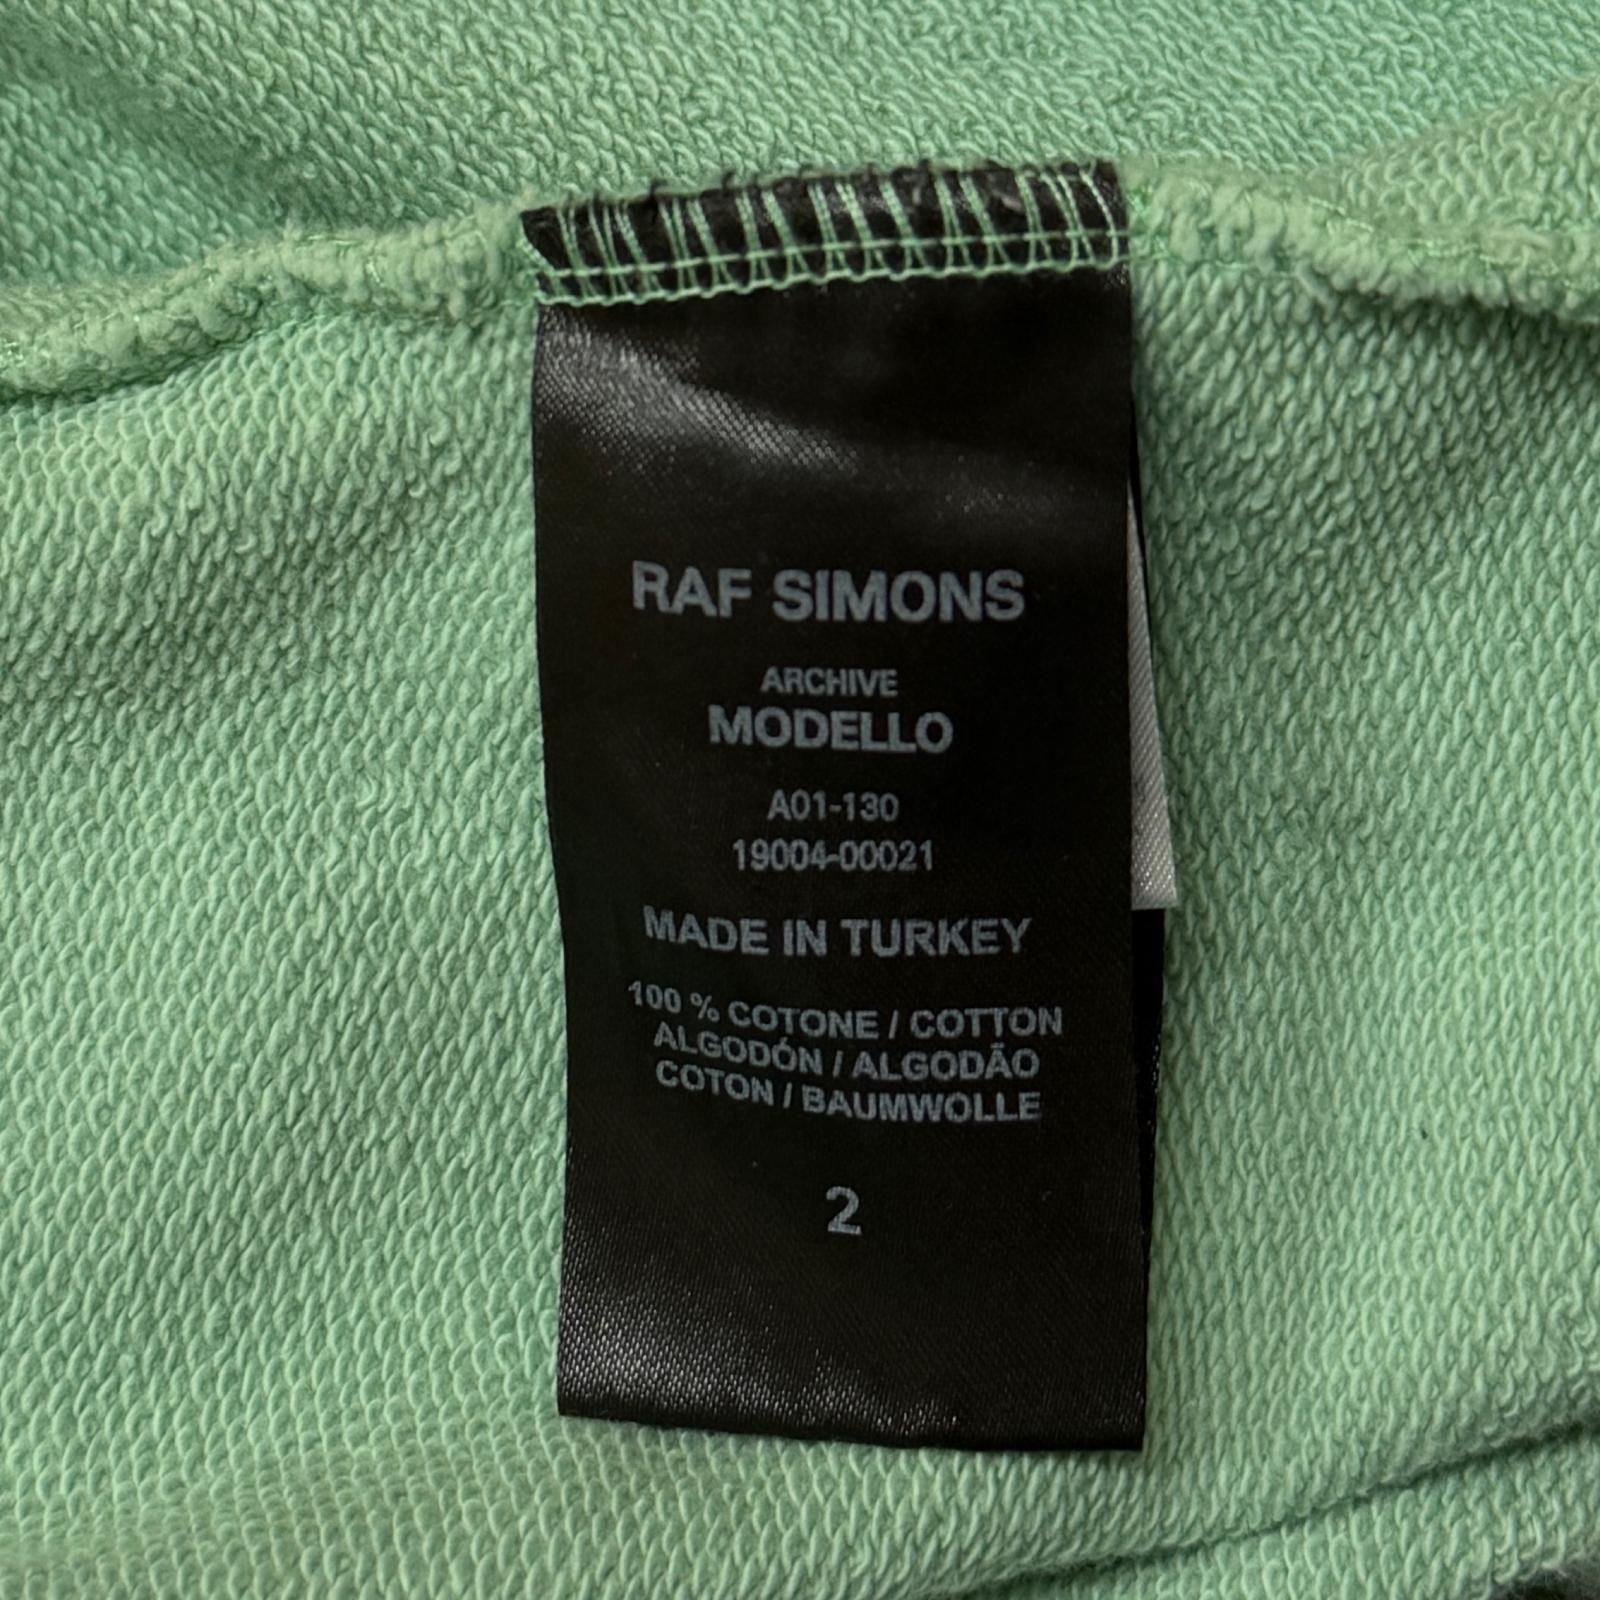 RAF SIMONS
ARCHIVE
MODELLO
A01-130
19004-00021
MADE IN TURKEY
100 % COTONE / COTTON
ALGODÓN / ALGODÃO
COTON / BAUMWOLLE
2